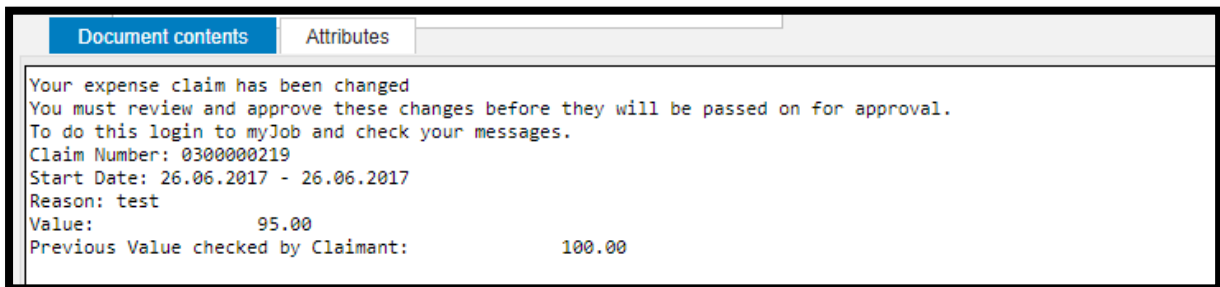 Document contents Attributes
Your expense claim has been changed
You must review and approve these changes before they will be passed on for approval.
To do this login to myJob and check your messages.
Claim Number: 0300000219
Start Date: 26.06.2017 - 26.06.2017
Reason: test
Value: 95.00
Previous Value checked by Claimant: 100.00